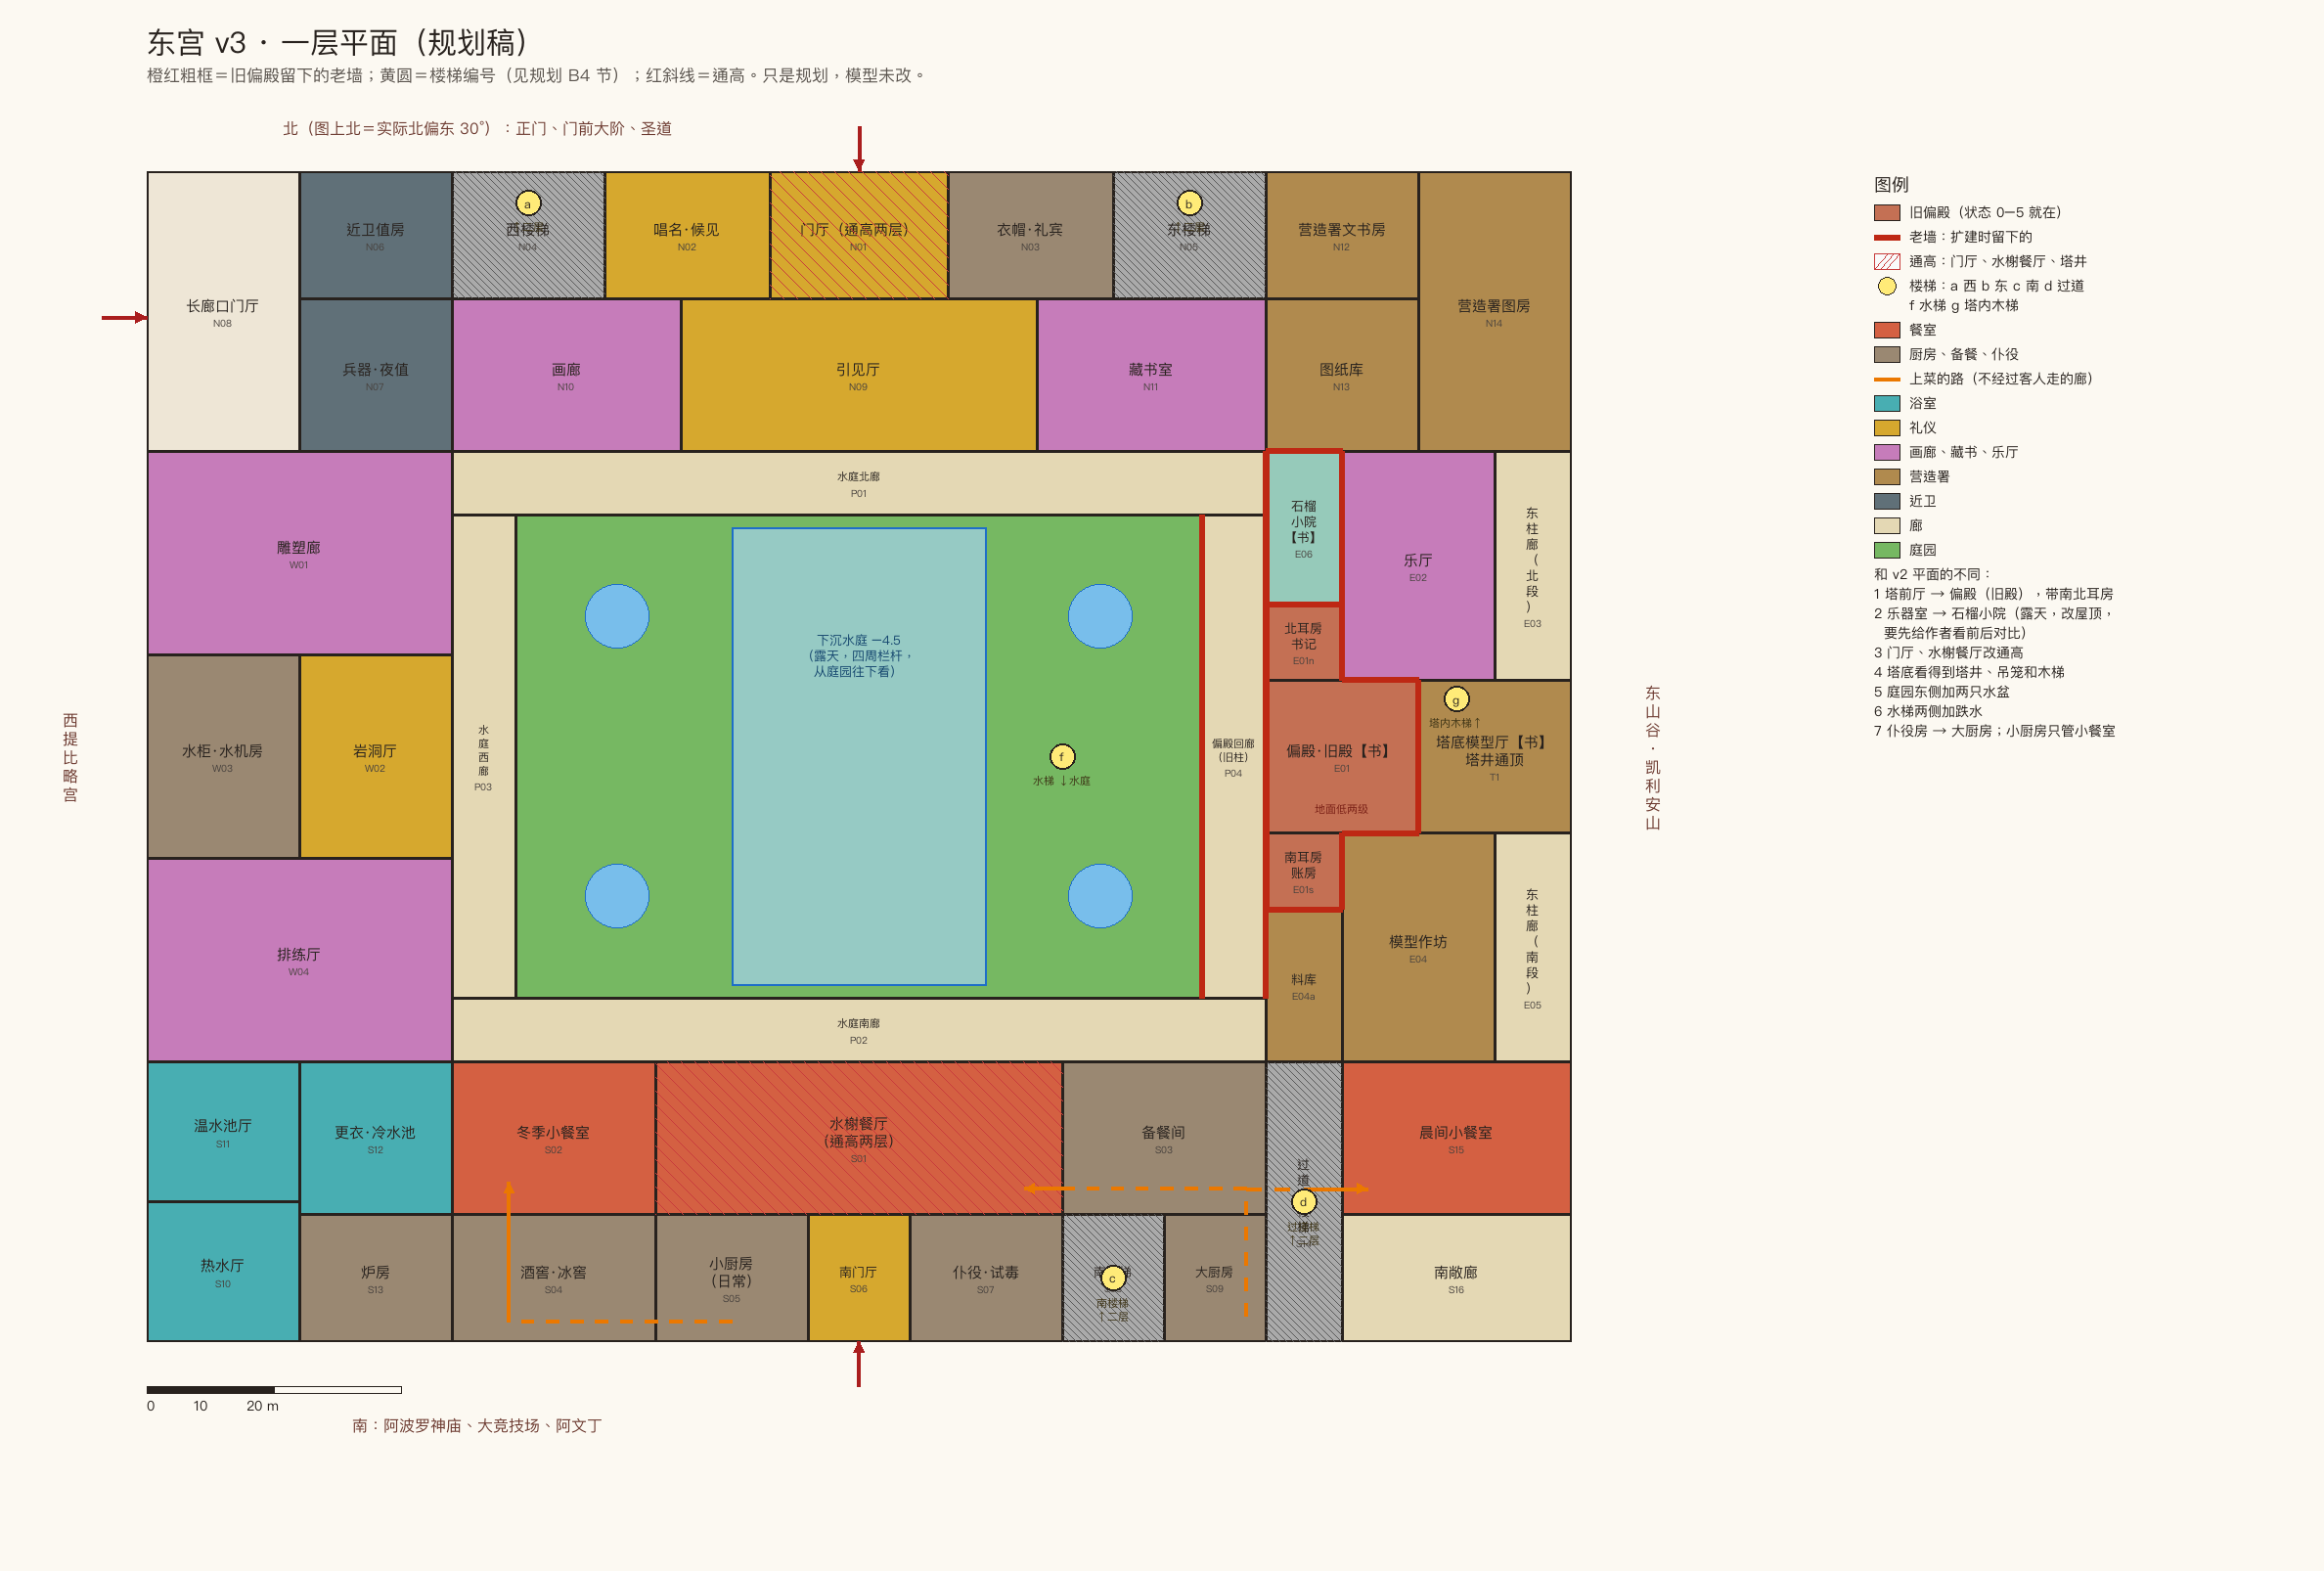 东宫 v3 · 一层平面（规划稿）
橙红粗框＝旧偏殿留下的老墙；黄圆＝楼梯编号（见规划 B4 节）；红斜线＝通高。只是规划，模型未改。
北（图上北＝实际北偏东 30°）：正门、门前大阶、圣道
长廊口门厅
N08
近卫值房
N06
a
西楼梯
N04
唱名·候见
N02
门厅（通高两层）
N01
衣帽·礼宾
N03
b
东楼梯
N05
营造署文书房
N12
营造署图房
N14
兵器·夜值
N07
画廊
N10
引见厅
N09
藏书室
N11
图纸库
N13
雕塑廊
W01
水庭北廊
P01
石榴
小院
【书】
E06
乐厅
E02
东柱廊（北段）
E03
下沉水庭 −4.5
（露天，四周栏杆，
从庭园往下看）
北耳房
书记
E01n
水柜·水机房
W03
岩洞厅
W02
水庭西廊
P03
f
水梯 ↓水庭
偏殿回廊
（旧柱）
P04
偏殿·旧殿【书】
E01
地面低两级
g
塔内木梯↑
塔底模型厅【书】
塔井通顶
T1
南耳房
账房
E01s
排练厅
W04
料库
E04a
模型作坊
E04
东柱廊（南段）
E05
水庭南廊
P02
温水池厅
S11
更衣·冷水池
S12
冬季小餐室
S02
水榭餐厅
（通高两层）
S01
备餐间
S03
过道
d
晨间小餐室
S15
热水厅
S10
炉房
S13
酒窖·冰窖
S04
小厨房
（日常）
S05
南门厅
S06
仆役·试毒
S07
c
南楼梯
↑二层
大厨房
S09
南敞廊
S16
西提比略宫
东山谷·凯利安山
0 10 20 m
南：阿波罗神庙、大竞技场、阿文丁
图例
旧偏殿（状态 0–5 就在）
老墙：扩建时留下的
通高：门厅、水榭餐厅、塔井
楼梯：a 西 b 东 c 南 d 过道
f 水梯 g 塔内木梯
餐室
厨房、备餐、仆役
上菜的路（不经过客人走的廊）
浴室
礼仪
画廊、藏书、乐厅
营造署
近卫
廊
庭园
和 v2 平面的不同：
1 塔前厅 → 偏殿（旧殿），带南北耳房
2 乐器室 → 石榴小院（露天，改屋顶，
要先给作者看前后对比）
3 门厅、水榭餐厅改通高
4 塔底看得到塔井、吊笼和木梯
5 庭园东侧加两只水盆
6 水梯两侧加跌水
7 仆役房 → 大厨房；小厨房只管小餐室